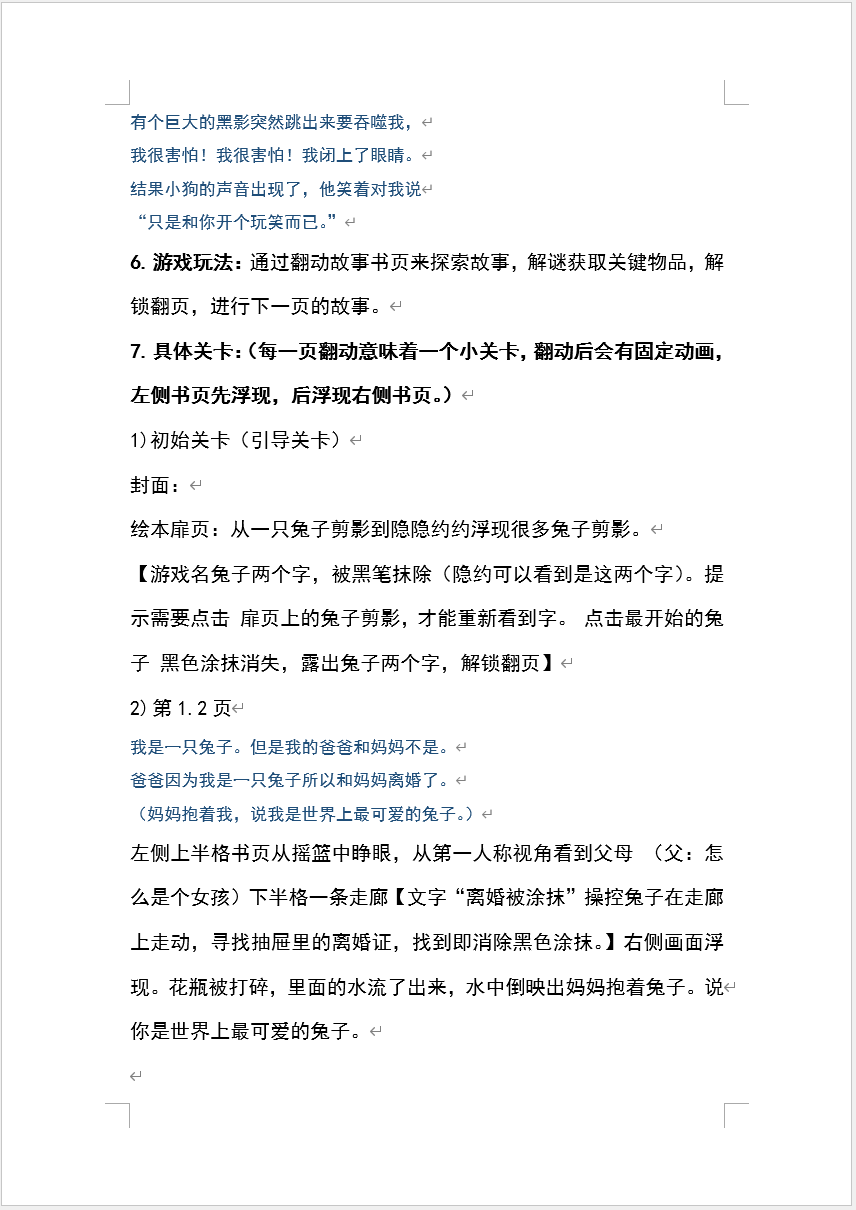 有个巨大的黑影突然跳出来要吞噬我，
我很害怕！我很害怕！我闭上了眼睛。
结果小狗的声音出现了，他笑着对我说
“只是和你开个玩笑而已。”
6. 游戏玩法：通过翻动故事书页来探索故事，解谜获取关键物品，解
锁翻页，进行下一页的故事。
7. 具体关卡：（每一页翻动意味着一个小关卡，翻动后会有固定动画，
左侧书页先浮现，后浮现右侧书页。）
1)初始关卡（引导关卡）
封面：
绘本扉页：从一只兔子剪影到隐隐约约浮现很多兔子剪影。
【游戏名兔子两个字，被黑笔抹除（隐约可以看到是这两个字）。提
示需要点击 扉页上的兔子剪影，才能重新看到字。 点击最开始的兔
子 黑色涂抹消失，露出兔子两个字，解锁翻页】
2) 第 1.2 页
我是一只兔子。但是我的爸爸和妈妈不是。
爸爸因为我是一只兔子所以和妈妈离婚了。
（妈妈抱着我，说我是世界上最可爱的兔子。）
左侧上半格书页从摇篮中睁眼，从第一人称视角看到父母 （父：怎
么是个女孩）下半格一条走廊【文字“离婚被涂抹”操控兔子在走廊
上走动，寻找抽屉里的离婚证，找到即消除黑色涂抹。】右侧画面浮
现。花瓶被打碎，里面的水流了出来，水中倒映出妈妈抱着兔子。说
你是世界上最可爱的兔子。